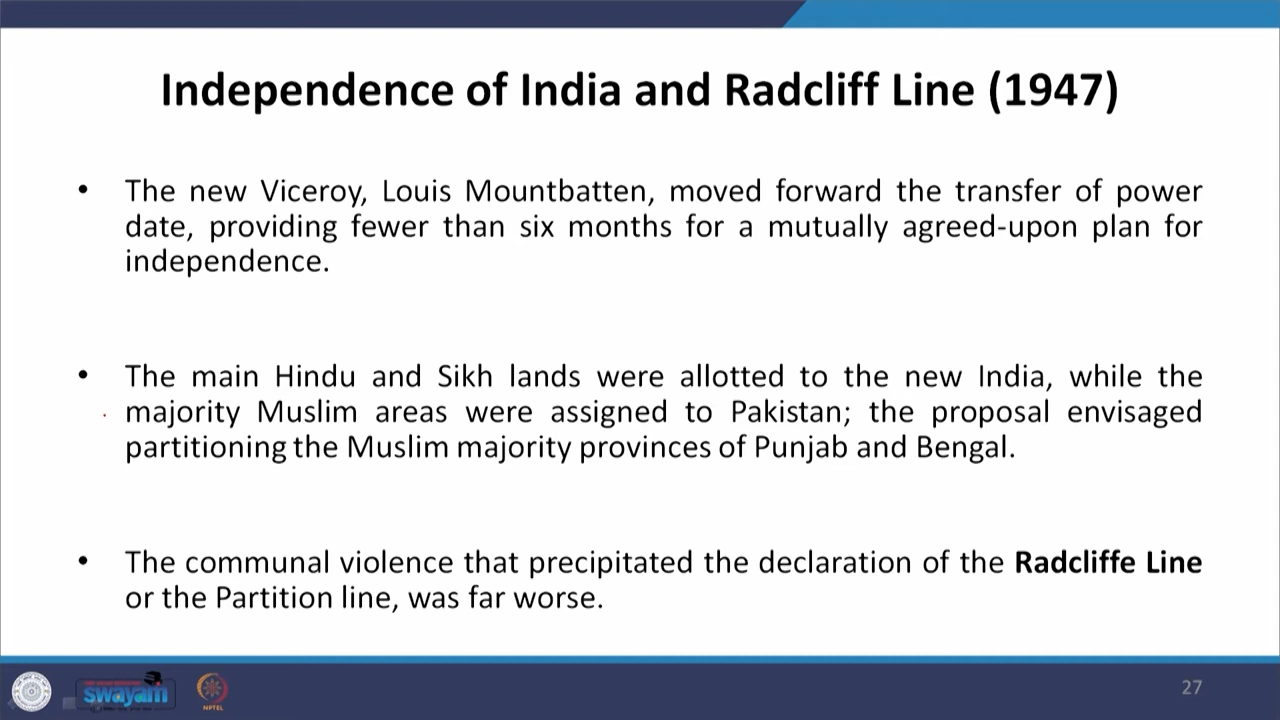 Independence of India and Radcliff Line (1947)
• The new Viceroy, Louis Mountbatten, moved forward the transfer of power
date, providing fewer than six months for a mutually agreed-upon plan for
independence.
• The main Hindu and Sikh lands were allotted to the new India, while the
majority Muslim areas were assigned to Pakistan; the proposal envisaged
partitioning the Muslim majority provinces of Punjab and Bengal.
• The communal violence that precipitated the declaration of the Radcliffe Line
or the Partition line, was far worse.
swayam
NPTEL
27